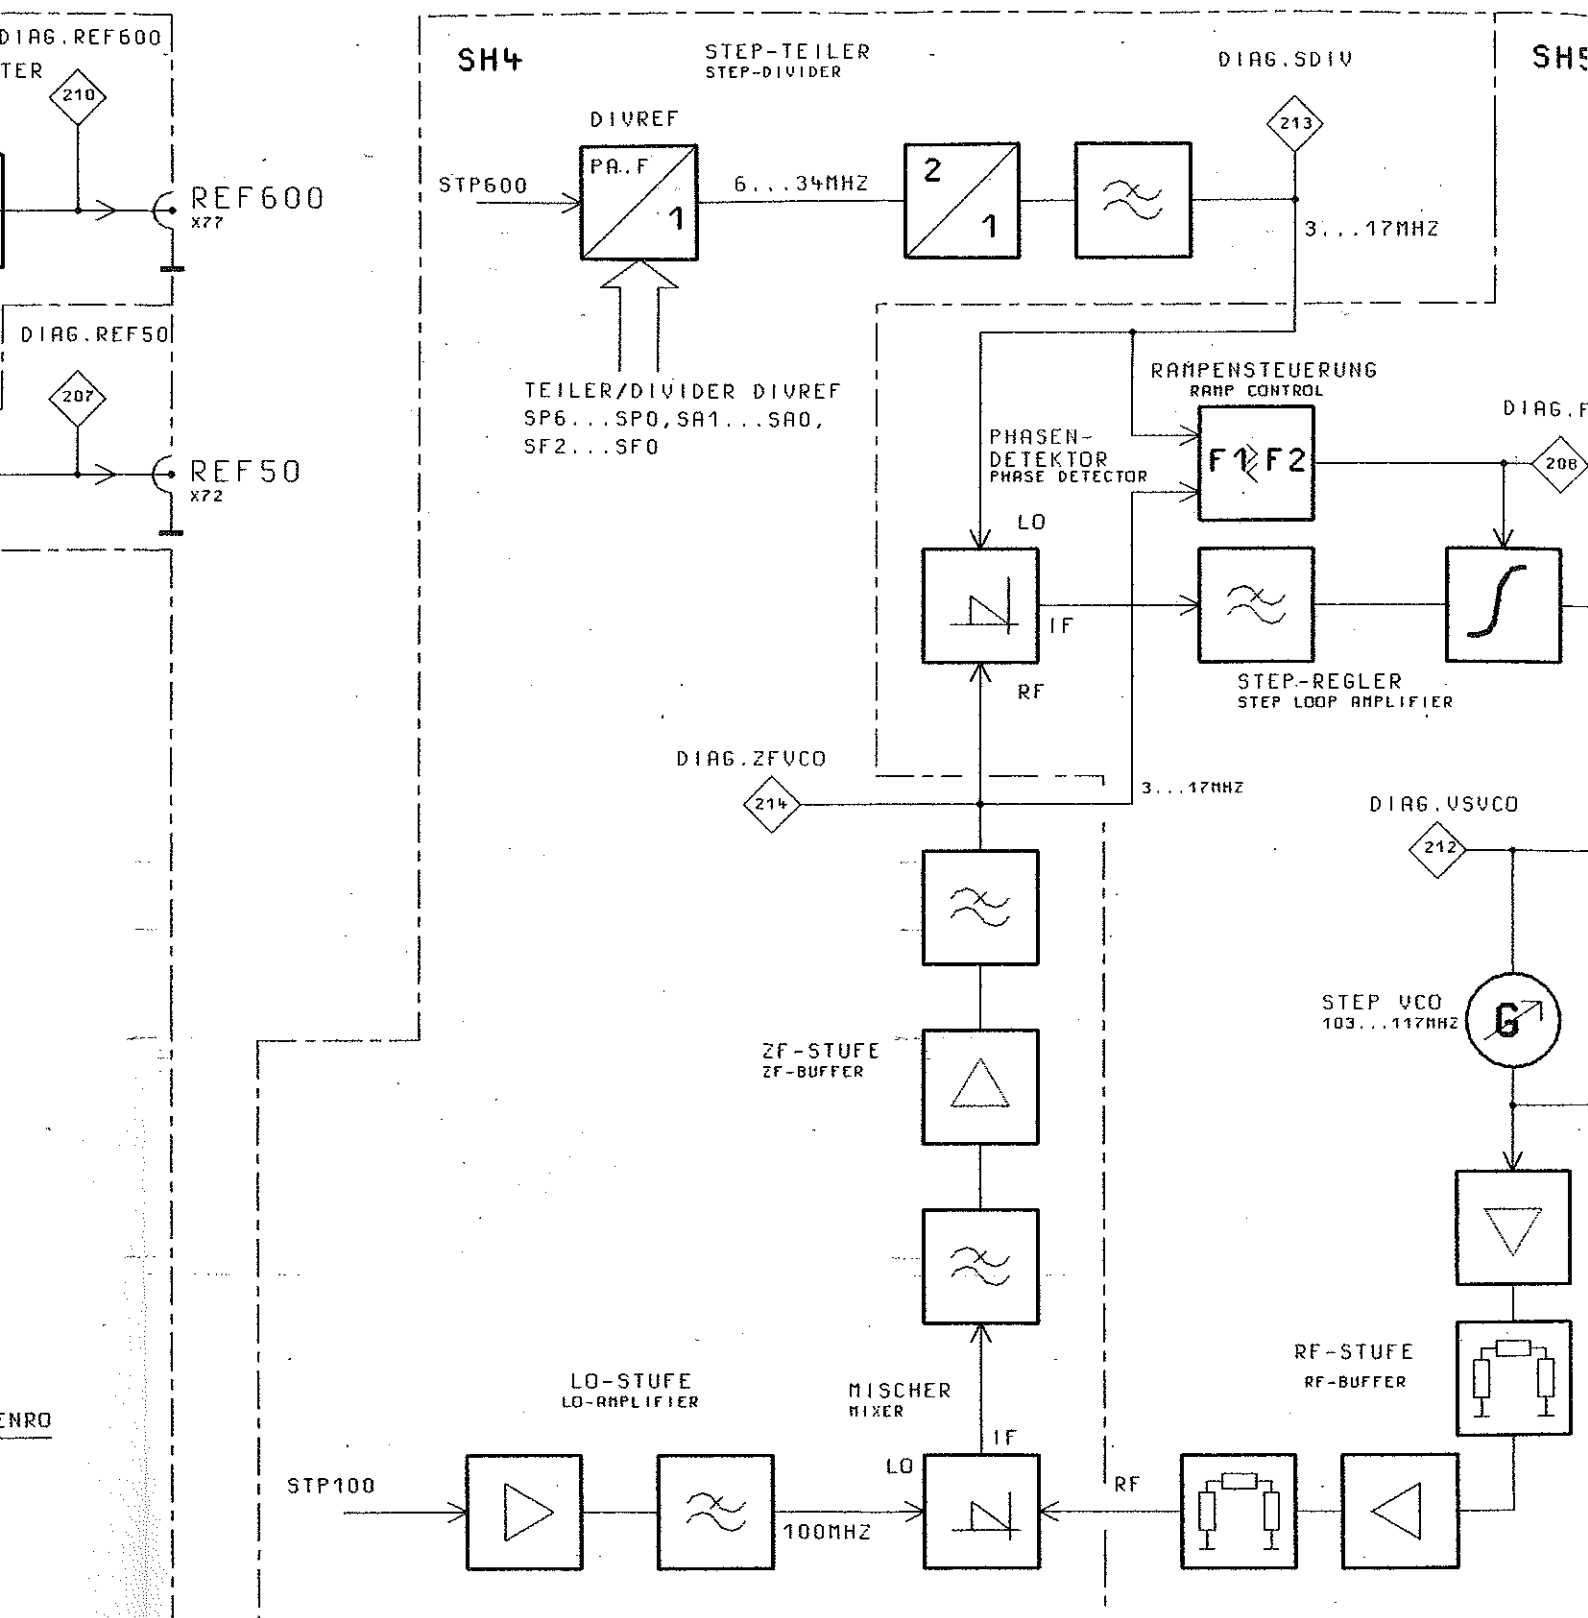 DIAG.REF600
TER
210
REF600
X77
DIAG.REF50
207
REF50
X72
SH4
STEP-TEILER
STEP-DIVIDER
DIAG.SDIV
213
DIVREF
PA..F
1
STP600
6...34MHZ
2
1
3...17MHZ
TEILER/DIVIDER DIVREF
SP6...SP0,SA1...SA0,
SF2...SF0
RAMPENSTEUERUNG
RAMP CONTROL
F1 F2
DIAG.F
208
PHASEN-
DETEKTOR
PHASE DETECTOR
LO
IF
RF
STEP-REGLER
STEP LOOP AMPLIFIER
DIAG.ZFVCO
214
3...17MHZ
DIAG.VSVCO
212
STEP VCO
103...117MHZ
G
ZF-STUFE
ZF-BUFFER
RF-STUFE
RF-BUFFER
LO-STUFE
LO-AMPLIFIER
MISCHER
MIXER
IF
LO
RF
STP100
100MHZ
ENRO